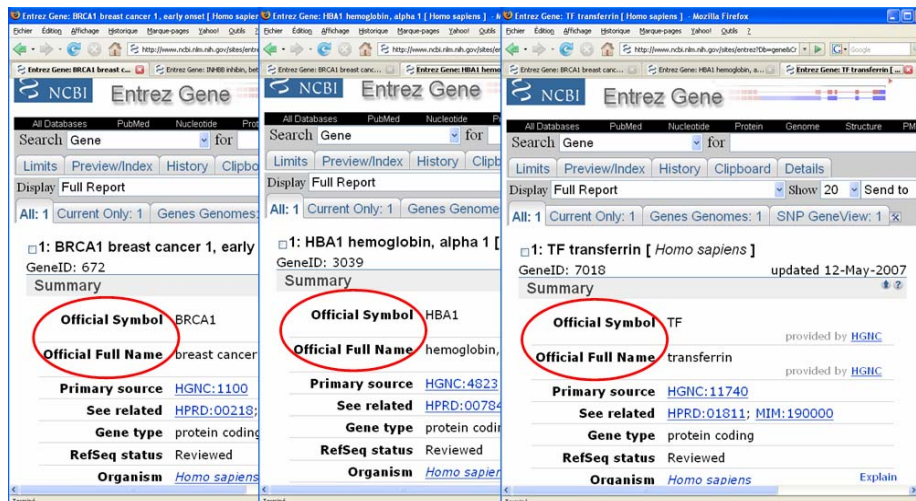 Entrez Gene: BRCA1 breast cancer 1, early onset [ Homo sapiens
Fichier Édition Affichage Historique Marque-pages Yahoo! Outils ?
http://www.ncbi.nlm.nih.gov/sites/entre
Entrez Gene: BRCA1 breast c... Entrez Gene: INHBB inhibin, bet
NCBI Entrez Gene
All Databases PubMed Nucleotide Prot
Search Gene for
Limits Preview/Index History Clipbo
Display Full Report
All: 1 Current Only: 1 Genes Genomes:
1: BRCA1 breast cancer 1, early
GeneID: 672
Summary
Official Symbol BRCA1
Official Full Name breast cancer
Primary source HGNC:1100
See related HPRD:00218;
Gene type protein coding
RefSeq status Reviewed
Organism Homo sapiens
Terminé
Entrez Gene: HBA1 hemoglobin, alpha 1 [ Homo sapiens ] - M
Fichier Édition Affichage Historique Marque-pages Yahoo! Outils ?
http://www.ncbi.nlm.nih.gov/sites/e
Entrez Gene: BRCA1 breast canc... Entrez Gene: HBA1 hemo
NCBI Entrez Gene
All Databases PubMed Nucleotide P
Search Gene for
Limits Preview/Index History Clipb
Display Full Report
All: 1 Current Only: 1 Genes Genome
1: HBA1 hemoglobin, alpha 1 [
GeneID: 3039
Summary
Official Symbol HBA1
Official Full Name hemoglobin,
Primary source HGNC:4823
See related HPRD:00784
Gene type protein codin
RefSeq status Reviewed
Organism Homo sapien
Terminé
Entrez Gene: TF transferrin [ Homo sapiens ] - Mozilla Firefox
Fichier Édition Affichage Historique Marque-pages Yahoo! Outils ?
http://www.ncbi.nlm.nih.gov/sites/entrez?Db=gene&Cr Google
Entrez Gene: BRCA1 breast canc... Entrez Gene: HBA1 hemoglobin, a... Entrez Gene: TF transferrin [ ...
NCBI Entrez Gene
All Databases PubMed Nucleotide Protein Genome Structure PM
Search Gene for
Limits Preview/Index History Clipboard Details
Display Full Report Show 20 Send to
All: 1 Current Only: 1 Genes Genomes: 1 SNP GeneView: 1
1: TF transferrin [ Homo sapiens ]
GeneID: 7018 updated 12-May-2007
Summary
Official Symbol TF
provided by HGNC
Official Full Name transferrin
provided by HGNC
Primary source HGNC:11740
See related HPRD:01811; MIM:190000
Gene type protein coding
RefSeq status Reviewed
Organism Homo sapiens Explain
Terminé